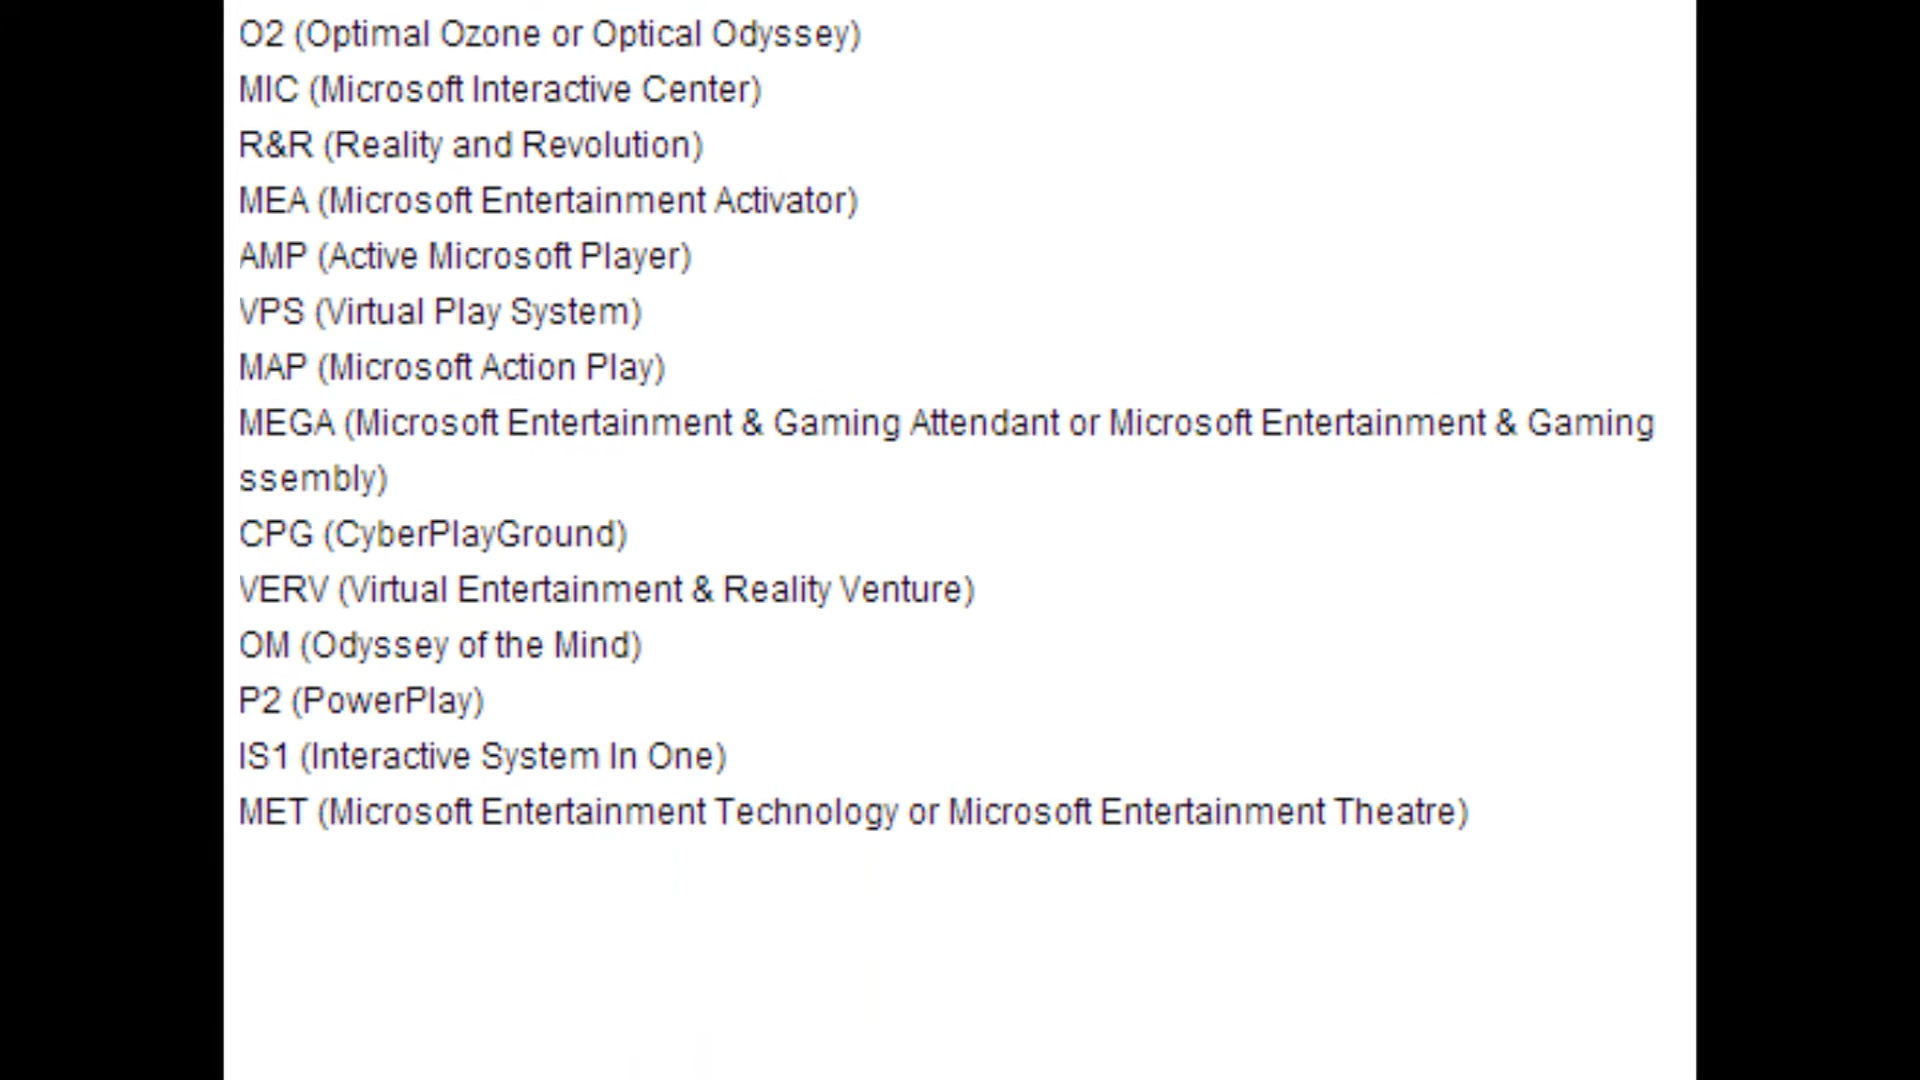 O2 (Optimal Ozone or Optical Odyssey)
MIC (Microsoft Interactive Center)
R&R (Reality and Revolution)
MEA (Microsoft Entertainment Activator)
AMP (Active Microsoft Player)
VPS (Virtual Play System)
MAP (Microsoft Action Play)
MEGA (Microsoft Entertainment & Gaming Attendant or Microsoft Entertainment & Gaming
ssembly)
CPG (CyberPlayGround)
VERV (Virtual Entertainment & Reality Venture)
OM (Odyssey of the Mind)
P2 (PowerPlay)
IS1 (Interactive System In One)
MET (Microsoft Entertainment Technology or Microsoft Entertainment Theatre)